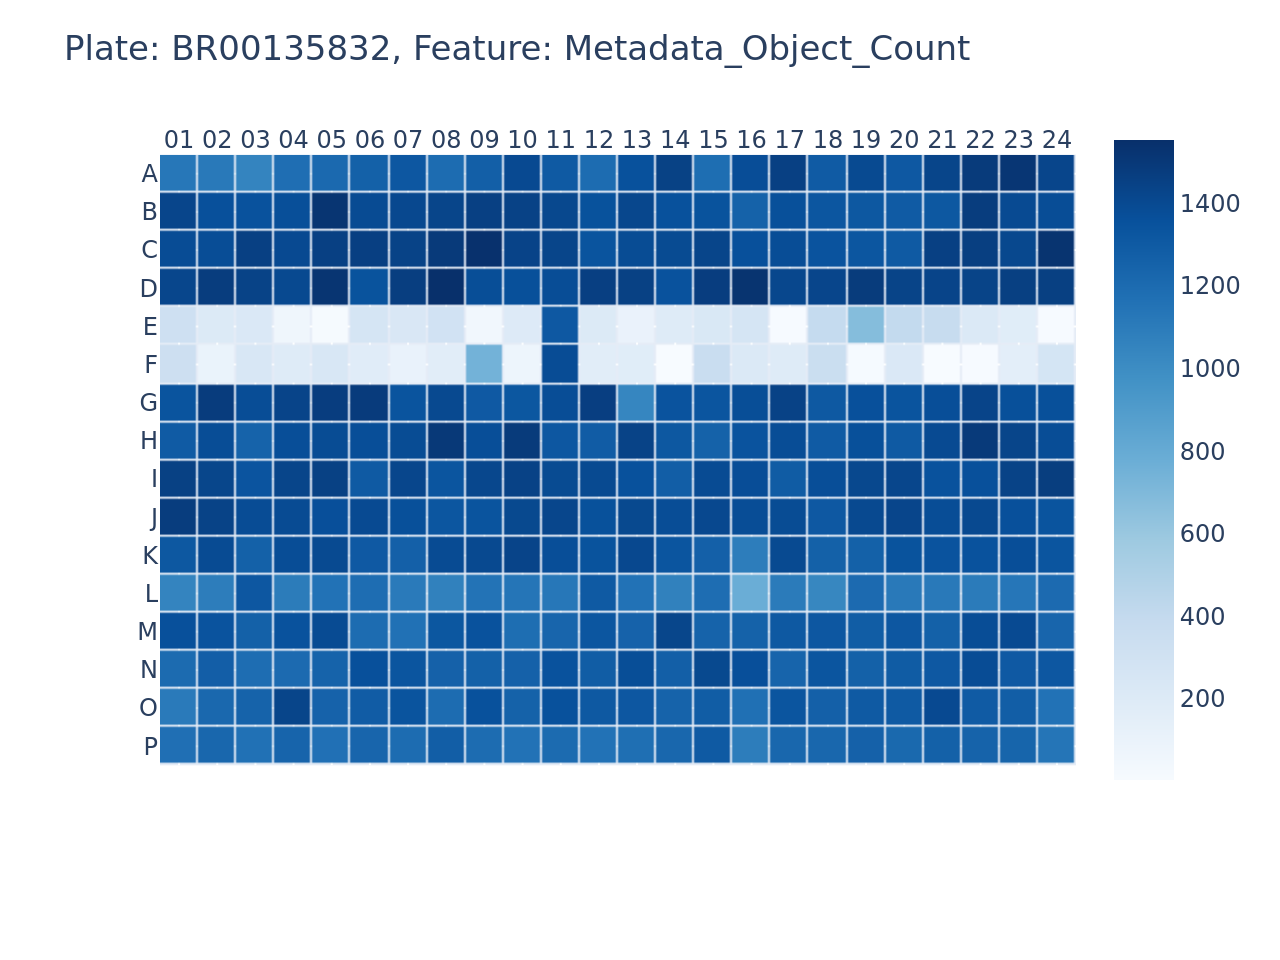 Plate: BR00135832, Feature: Metadata_Object_Count
01 02 03 04 05 06 07 08 09 10 11 12 13 14 15 16 17 18 19 20 21 22 23 24
A
B
C
D
E
F
G
H
I
J
K
L
M
N
O
P
1400
1200
1000
800
600
400
200